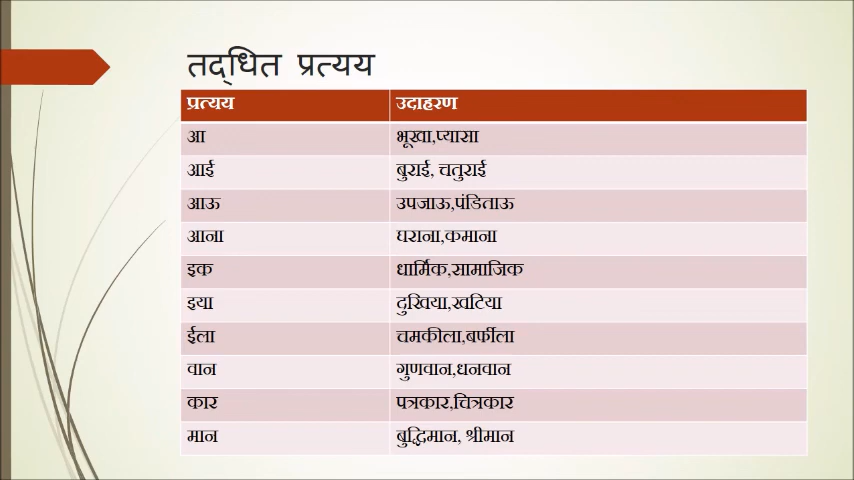 तद्‌धित प्रत्यय
प्रत्यय उदाहरण
आ भूखा,प्यासा
आई बुराई, चतुराई
आऊ उपजाऊ,पंडिताऊ
आना घराना,कमाना
इक धार्मिक,सामाजिक
इया दुखिया,खटिया
ईला चमकीला,बर्फीला
वान गुणवान,धनवान
कार पत्रकार,चित्रकार
मान बुद्धिमान, श्रीमान